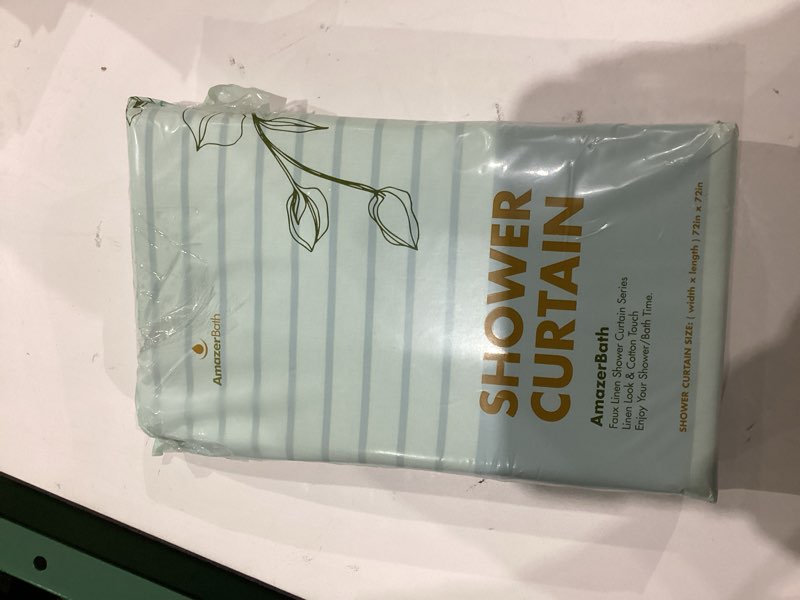 AmazerBath
SHOWER
CURTAIN
AmazerBath
Faux Linen Shower Curtain Series
Linen Look & Cotton Touch
Enjoy Your Shower/Bath Time.
SHOWER CURTAIN SIZE: ( width x length ) 72in x 72in